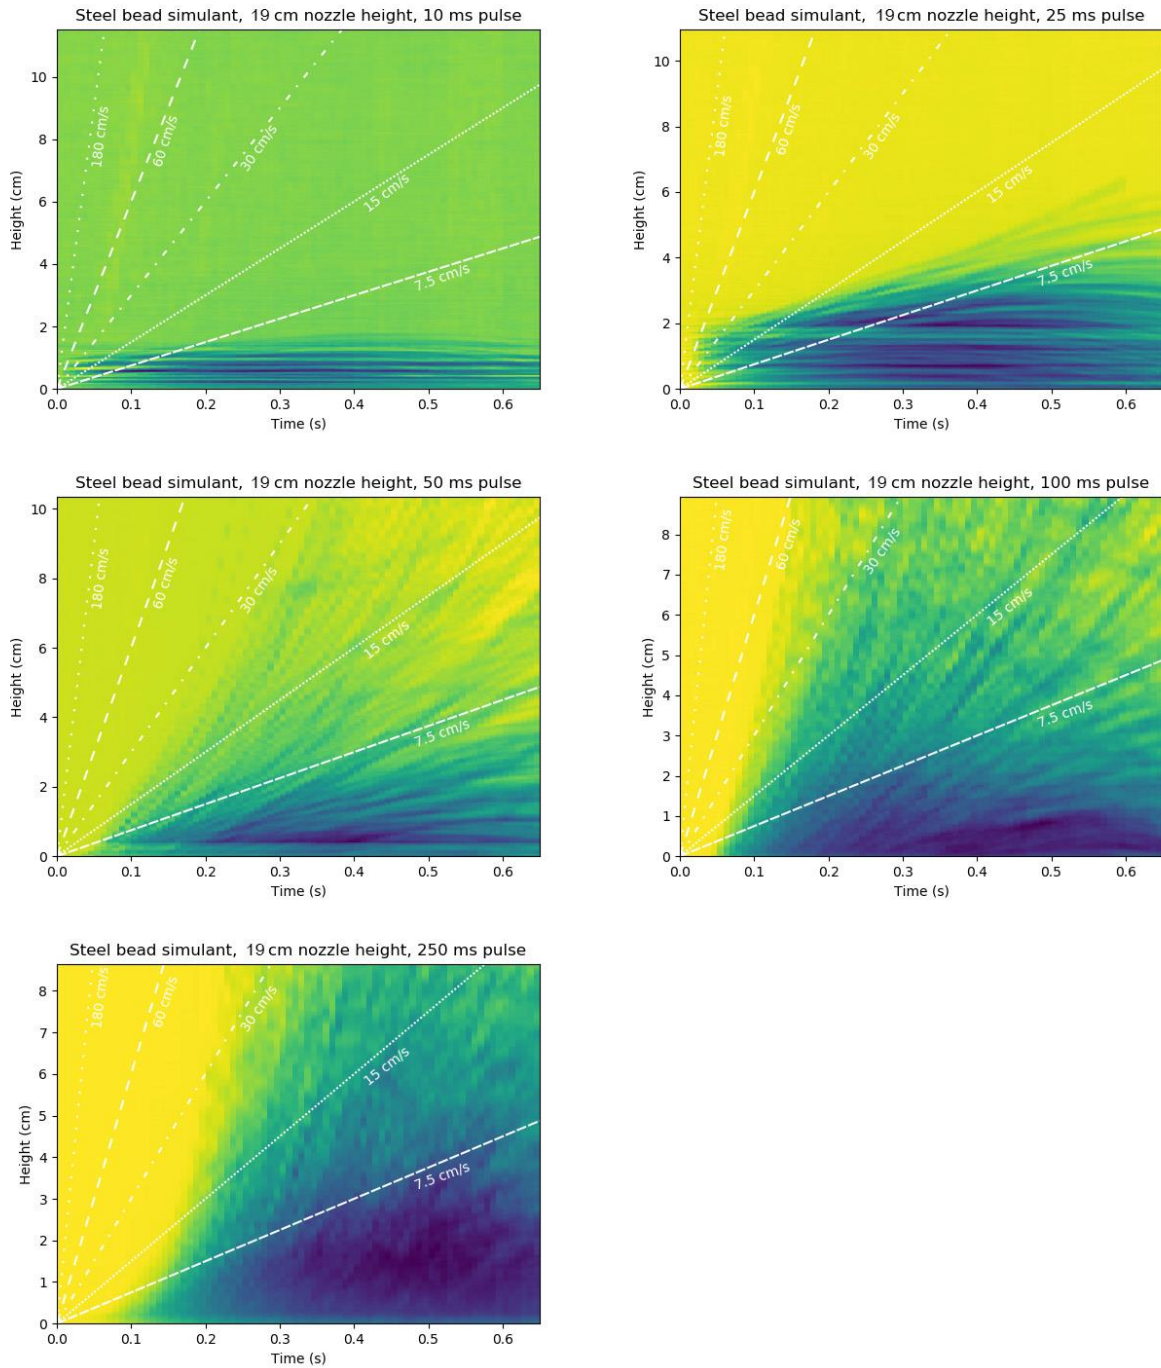 Steel bead simulant, 19 cm nozzle height, 10 ms pulse
Height (cm)
10
8
6
4
2
0
180 cm/s
60 cm/s
30 cm/s
15 cm/s
7.5 cm/s
0.0 0.1 0.2 0.3 0.4 0.5 0.6
Time (s)
Steel bead simulant, 19 cm nozzle height, 25 ms pulse
Height (cm)
10
8
6
4
2
0
180 cm/s
60 cm/s
30 cm/s
15 cm/s
7.5 cm/s
0.0 0.1 0.2 0.3 0.4 0.5 0.6
Time (s)
Steel bead simulant, 19 cm nozzle height, 50 ms pulse
Height (cm)
10
8
6
4
2
0
180 cm/s
60 cm/s
30 cm/s
15 cm/s
7.5 cm/s
0.0 0.1 0.2 0.3 0.4 0.5 0.6
Time (s)
Steel bead simulant, 19 cm nozzle height, 100 ms pulse
Height (cm)
8
7
6
5
4
3
2
1
0
180 cm/s
60 cm/s
30 cm/s
15 cm/s
7.5 cm/s
0.0 0.1 0.2 0.3 0.4 0.5 0.6
Time (s)
Steel bead simulant, 19 cm nozzle height, 250 ms pulse
Height (cm)
8
7
6
5
4
3
2
1
0
180 cm/s
60 cm/s
30 cm/s
15 cm/s
7.5 cm/s
0.0 0.1 0.2 0.3 0.4 0.5 0.6
Time (s)